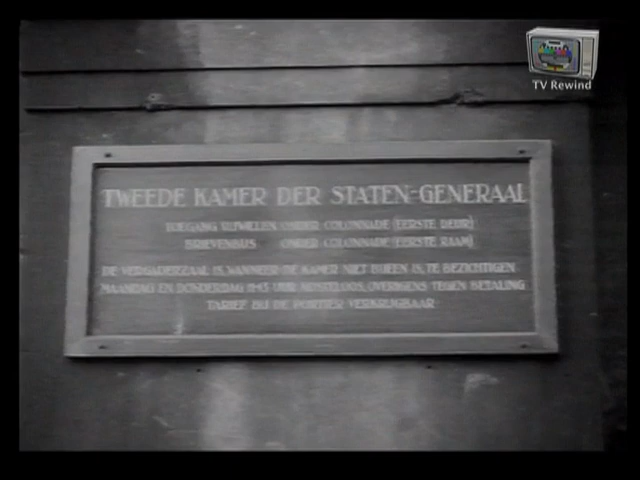 TV Rewind
TWEEDE KAMER DER STATEN-GENERAAL
TOEGANG RIJWIELEN ONDER COLONNADE (EERSTE DEUR)
BRIEVENBUS ONDER COLONNADE (EERSTE RAAM)
DE VERGADERZAAL IS, WANNEER DE KAMER NIET BIJEEN IS, TE BEZICHTIGEN
MAANDAG EN DONDERDAG UUR KOSTELOOS, OVERIGENS TEGEN BETALING
TARIEF BIJ DE PORTIER VERKRIJGBAAR